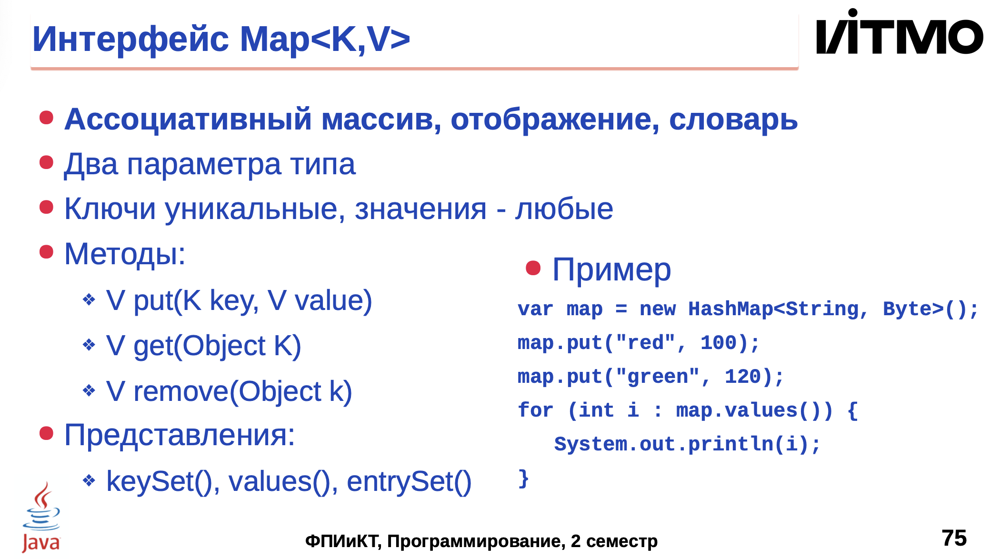 Интерфейс Map<K,V>
ITMO
Ассоциативный массив, отображение, словарь
Два параметра типа
Ключи уникальные, значения - любые
Методы:
V put(K key, V value)
V get(Object K)
V remove(Object k)
Представления:
keySet(), values(), entrySet()
Пример
var map = new HashMap<String, Byte>();
map.put("red", 100);
map.put("green", 120);
for (int i : map.values()) {
System.out.println(i);
}
Java
ФПИиКТ, Программирование, 2 семестр
75